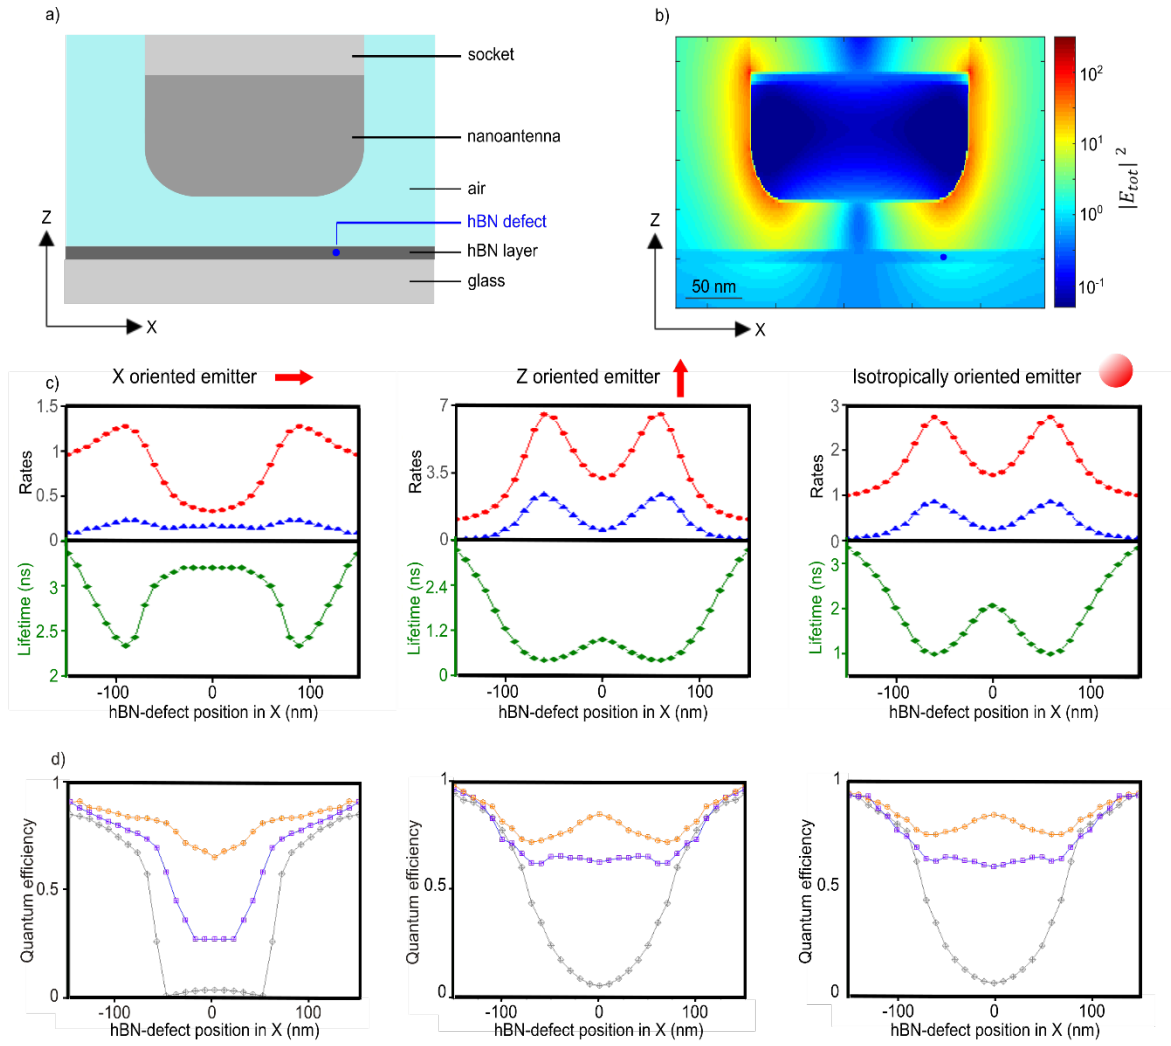 a)
socket
nanoantenna
air
hBN defect
hBN layer
glass
Z
X
b)
50 nm
Z
X
10²
10¹
10⁰
10⁻¹
|E_tot| ²
c)
X oriented emitter
Z oriented emitter
Isotropically oriented emitter
1.5
1
0.5
0
Rates
3
2.5
2
Lifetime (ns)
-100 0 100
hBN-defect position in X (nm)
7
3.5
0
Rates
2.4
1.2
0
Lifetime (ns)
-100 0 100
hBN-defect position in X (nm)
3
2
1
0
Rates
3
2
1
Lifetime (ns)
-100 0 100
hBN-defect position in X (nm)
d)
1
0.5
0
Quantum efficiency
-100 0 100
hBN-defect position in X (nm)
1
0.5
0
Quantum efficiency
-100 0 100
hBN-defect position in X (nm)
1
0.5
0
Quantum efficiency
-100 0 100
hBN-defect position in X (nm)